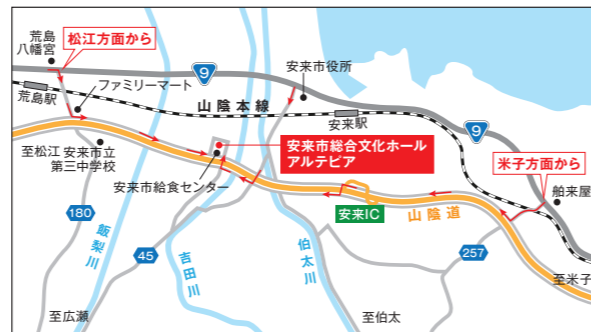 荒島
八幡宮
松江方面から
9
安来市役所
ファミリーマート
荒島駅
山陰本線
安来駅
9
至松江
安来市立
第三中学校
安来市総合文化ホール
アルテピア
米子方面から
安来市給食センター
舶来屋
安来IC
山陰道
180
飯梨川
45
吉田川
伯太川
257
至米子
至広瀬
至伯太